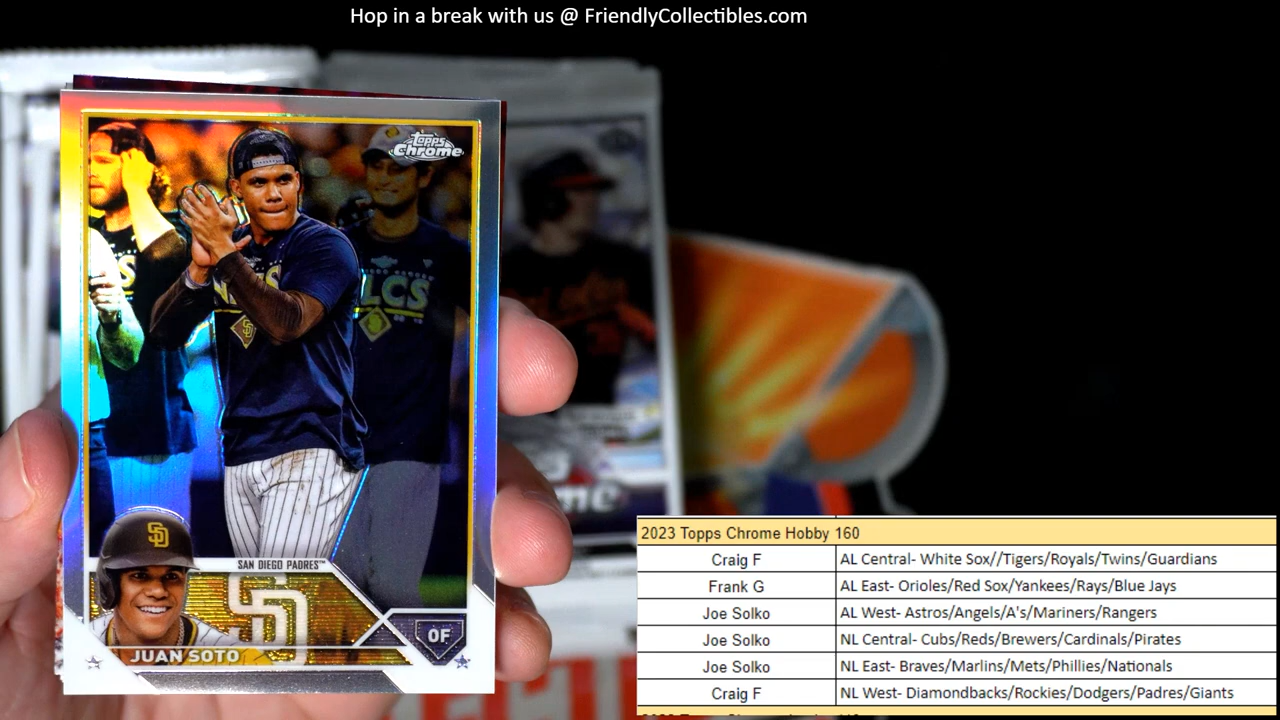 Hop in a break with us @ FriendlyCollectibles.com
Topps
Chrome
LCS
SAN DIEGO PADRES™
SD
OF
JUAN SOTO
2023 Topps Chrome Hobby 160
Craig F AL Central- White Sox//Tigers/Royals/Twins/Guardians
Frank G AL East- Orioles/Red Sox/Yankees/Rays/Blue Jays
Joe Solko AL West- Astros/Angels/A's/Mariners/Rangers
Joe Solko NL Central- Cubs/Reds/Brewers/Cardinals/Pirates
Joe Solko NL East- Braves/Marlins/Mets/Phillies/Nationals
Craig F NL West- Diamondbacks/Rockies/Dodgers/Padres/Giants